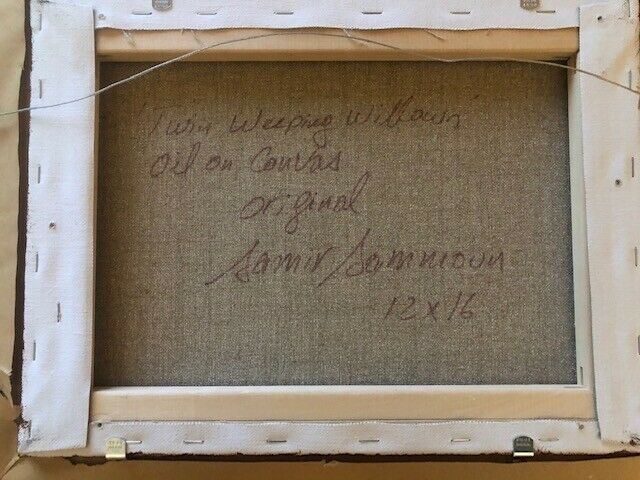 "Twin Weeping Willows"
oil on Canvas
original
Samir Sammoun
12 x 16